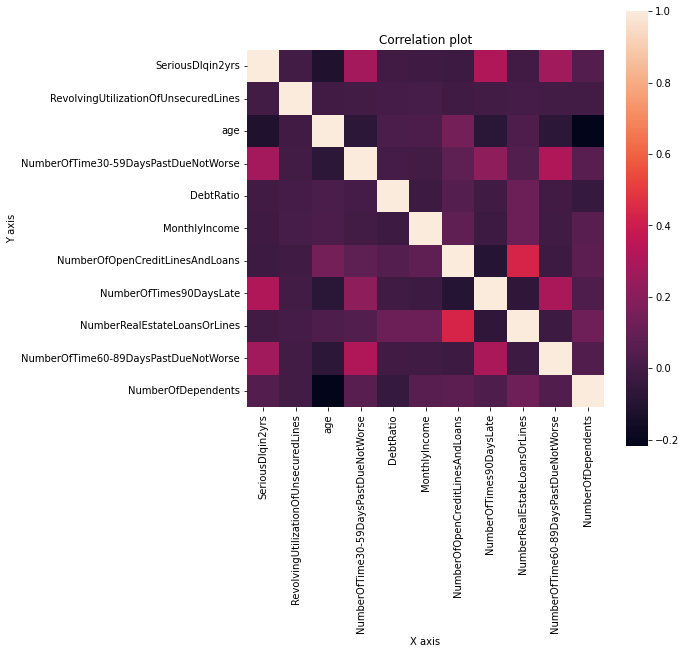 Correlation plot
SeriousDlqin2yrs
RevolvingUtilizationOfUnsecuredLines
age
NumberOfTime30-59DaysPastDueNotWorse
DebtRatio
MonthlyIncome
NumberOfOpenCreditLinesAndLoans
NumberOfTimes90DaysLate
NumberRealEstateLoansOrLines
NumberOfTime60-89DaysPastDueNotWorse
NumberOfDependents
Y axis
SeriousDlqin2yrs
RevolvingUtilizationOfUnsecuredLines
age
NumberOfTime30-59DaysPastDueNotWorse
DebtRatio
MonthlyIncome
NumberOfOpenCreditLinesAndLoans
NumberOfTimes90DaysLate
NumberRealEstateLoansOrLines
NumberOfTime60-89DaysPastDueNotWorse
NumberOfDependents
X axis
1.0
0.8
0.6
0.4
0.2
0.0
−0.2